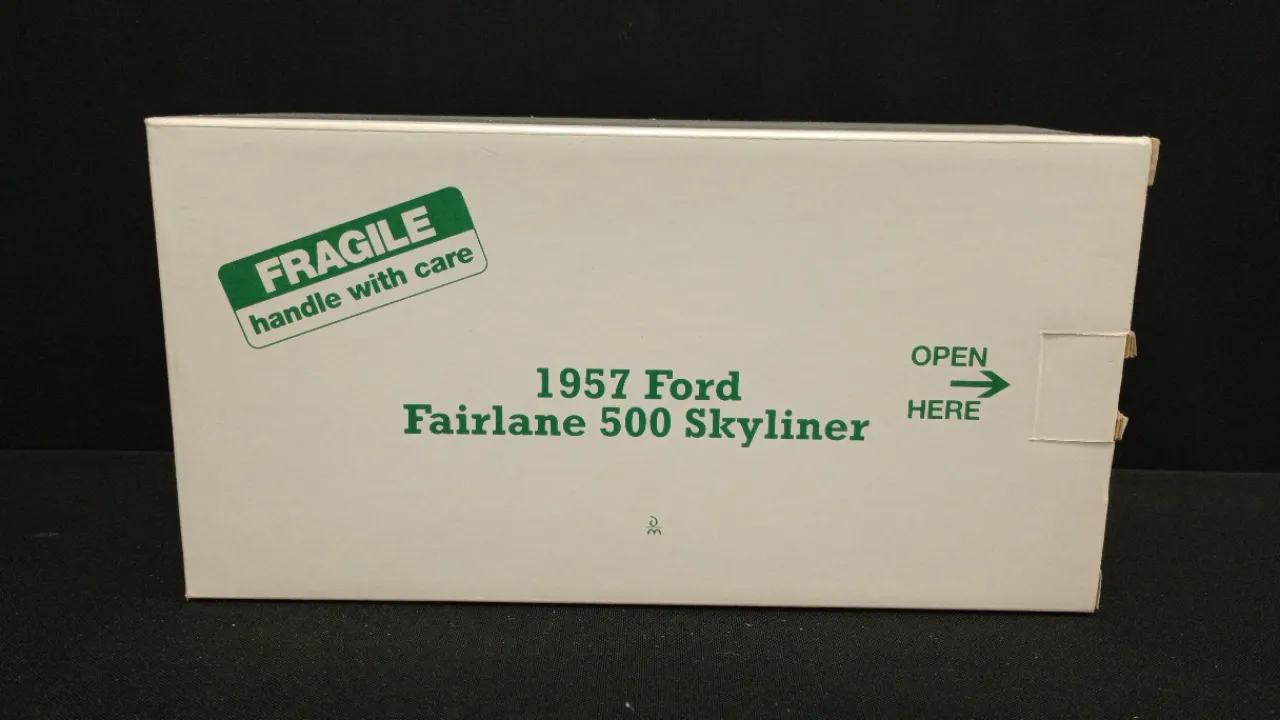 FRAGILE
handle with care
1957 Ford
Fairlane 500 Skyliner
OPEN
HERE